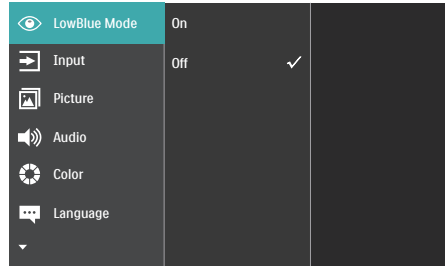 LowBlue Mode
On
Input
Off
Picture
Audio
Color
Language